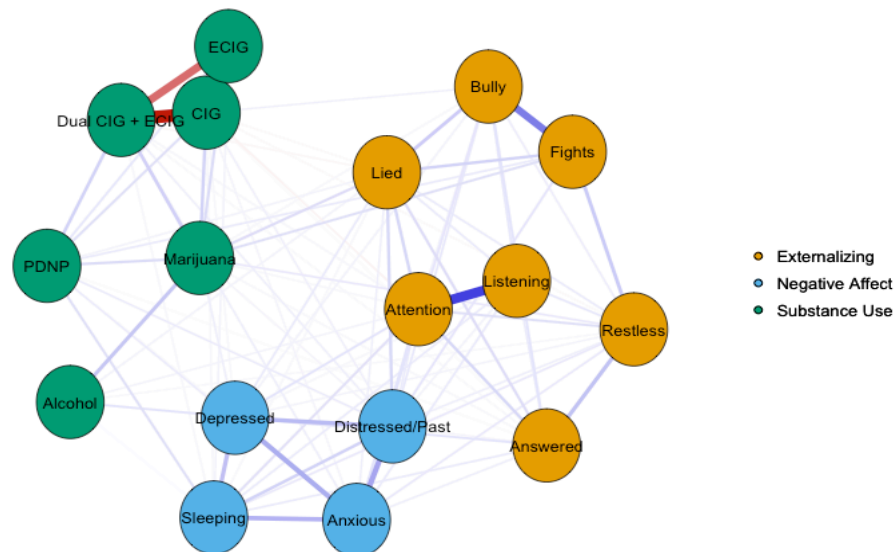 ECIG
Bully
CIG
Dual CIG + ECIG
Fights
Lied
Externalizing
Marijuana
PDNP
Listening
Negative Affect
Attention
Substance Use
Restless
Alcohol
Depressed
Distressed/Past
Answered
Sleeping
Anxious